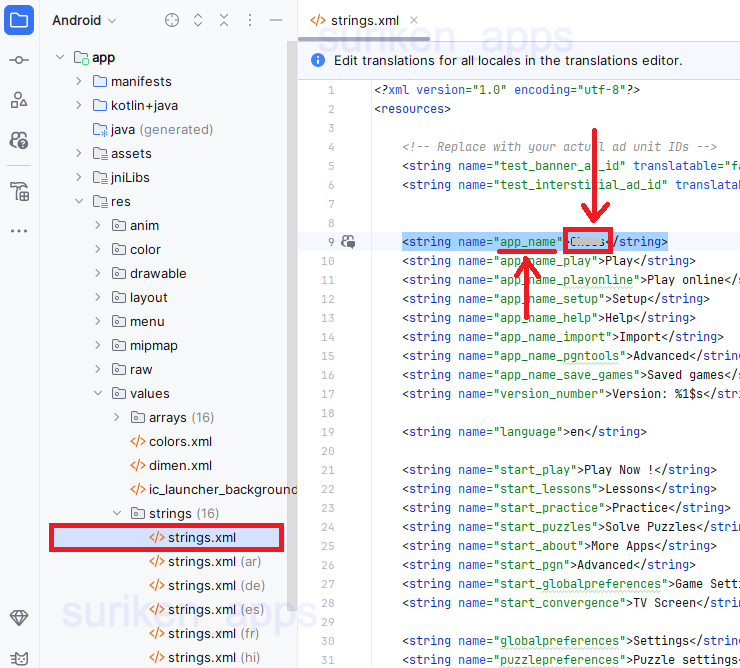 Android
strings.xml
suriken apps
Edit translations for all locales in the translations editor.
app
manifests
kotlin+java
java (generated)
assets
jniLibs
res
anim
color
drawable
layout
menu
mipmap
raw
values
arrays (16)
colors.xml
dimen.xml
ic_launcher_background
strings (16)
strings.xml
strings.xml (ar)
strings.xml (de)
strings.xml (es)
strings.xml (fr)
strings.xml (hi)
suriken apps
1 <?xml version="1.0" encoding="utf-8"?>
2 <resources>
3
4 <!-- Replace with your actual ad unit IDs -->
5 <string name="test_banner_ad_id" translatable="fa
6 <string name="test_interstitial_ad_id" translatab
7
8
9 <string name="app_name"></string>
10 <string name="app_name_play">Play</string>
11 <string name="app_name_playonline">Play online</s
12 <string name="app_name_setup">Setup</string>
13 <string name="app_name_help">Help</string>
14 <string name="app_name_import">Import</string>
15 <string name="app_name_pgntools">Advanced</string
16 <string name="app_name_save_games">Saved games</s
17 <string name="version_number">Version: %1$s</stri
18
19 <string name="language">en</string>
20
21 <string name="start_play">Play Now !</string>
22 <string name="start_lessons">Lessons</string>
23 <string name="start_practice">Practice</string>
24 <string name="start_puzzles">Solve Puzzles</strin
25 <string name="start_about">More Apps</string>
26 <string name="start_pgn">Advanced</string>
27 <string name="start_globalpreferences">Game Setti
28 <string name="start_convergence">TV Screen</strin
29
30 <string name="globalpreferences">Settings</string
31 <string name="puzzlepreferences">Puzzle settings